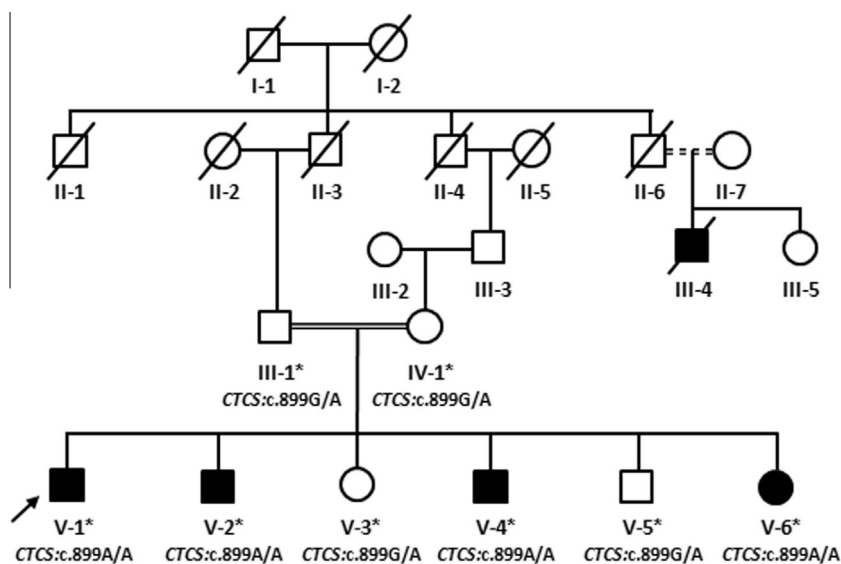 I-1 I-2
II-1 II-2 II-3 II-4 II-5 II-6 II-7
III-2 III-3 III-4 III-5
III-1* IV-1*
CTCS:c.899G/A CTCS:c.899G/A
V-1* V-2* V-3* V-4* V-5* V-6*
CTCS:c.899A/A CTCS:c.899A/A CTCS:c.899G/A CTCS:c.899A/A CTCS:c.899G/A CTCS:c.899A/A